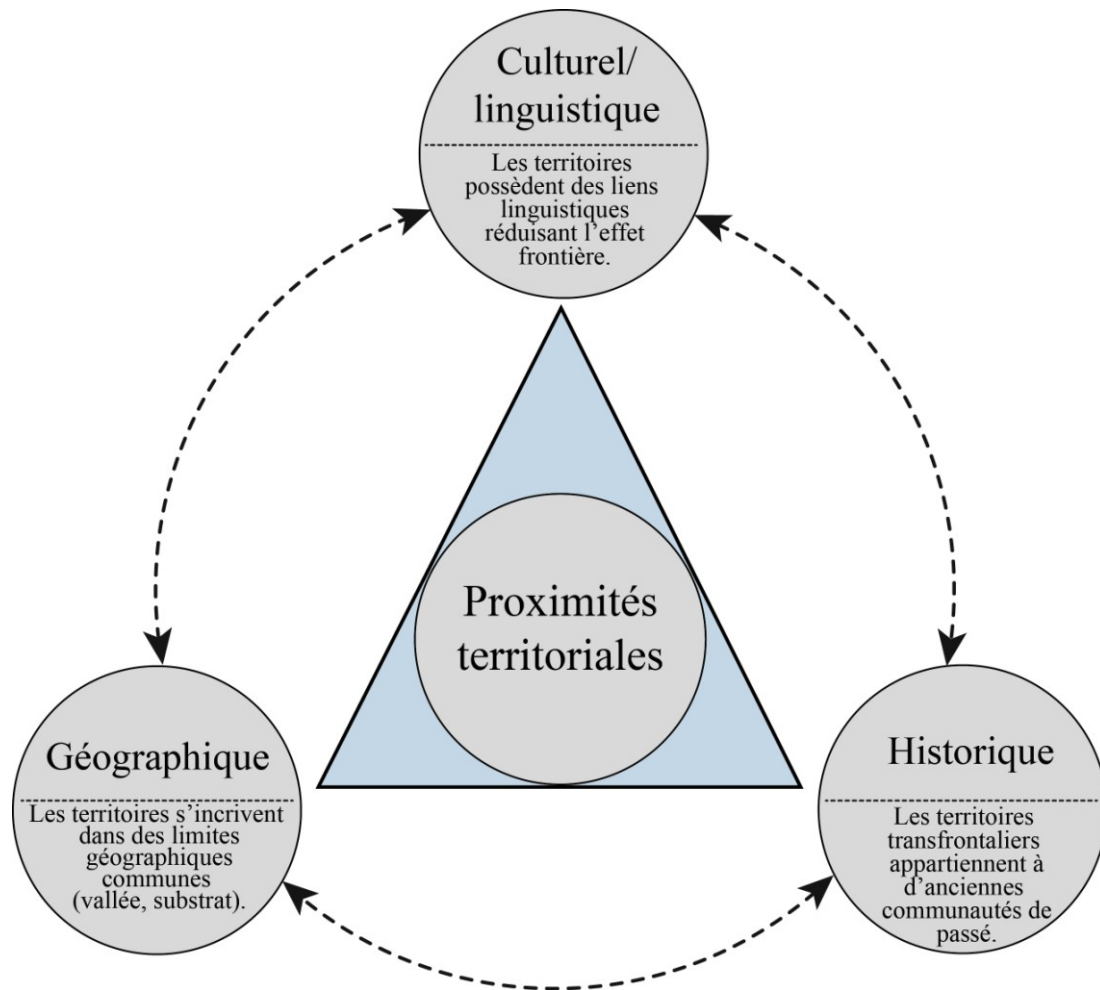 Culturel/
linguistique
Les territoires
possèdent des liens
linguistiques
réduisant l’effet
frontière.
Proximités
territoriales
Géographique
Les territoires s’incrivent
dans des limites
géographiques
communes
(vallée, substrat).
Historique
Les territoires
transfrontaliers
appartiennent à
d’anciennes
communautés de
passé.